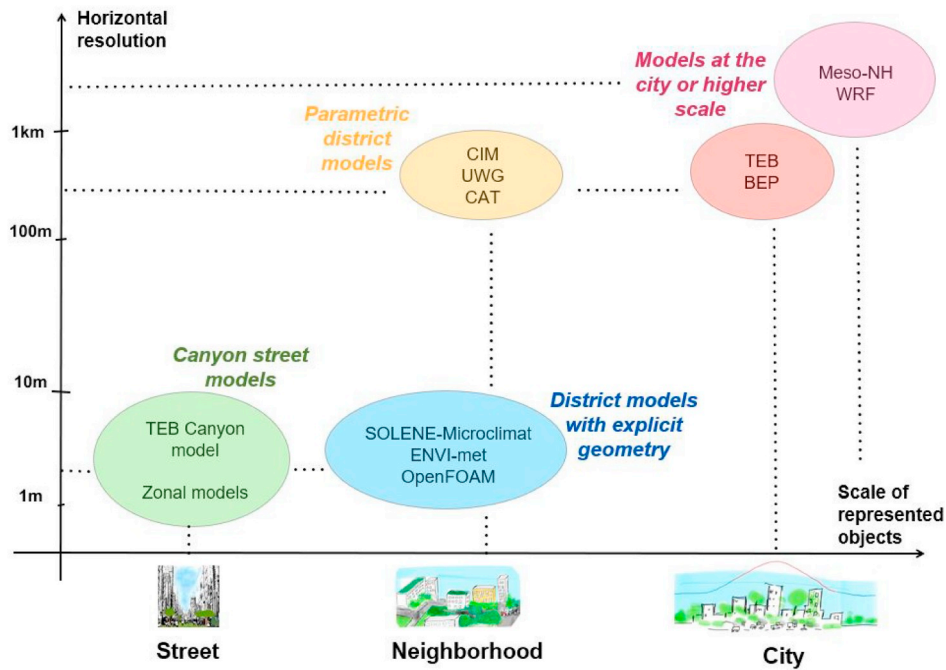 Horizontal
resolution
Models at the
city or higher
scale
Meso-NH
WRF
Parametric
district
models
1km
CIM
UWG
CAT
TEB
BEP
100m
Canyon street
models
10m
District models
with explicit
geometry
TEB Canyon
model
Zonal models
SOLENE-Microclimat
ENVI-met
OpenFOAM
1m
Scale of
represented
objects
Street
Neighborhood
City